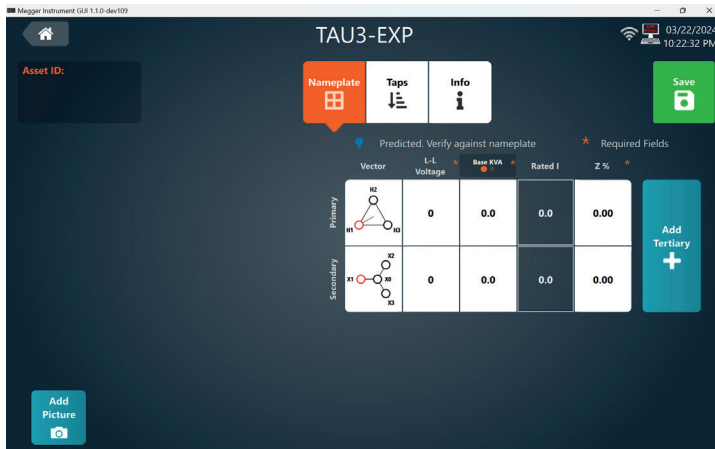 Megger Instrument GUI 1.1.0-dev109
TAU3-EXP
03/22/2024
10:22:32 PM
Asset ID:
Nameplate
Taps
Info
Save
Predicted. Verify against nameplate
* Required Fields
Vector
L-L Voltage *
Base KVA *
Rated I
Z % *
Primary
H2
H1
H3
0
0.0
0.0
0.00
Secondary
X2
X1
X0
X3
0
0.0
0.0
0.00
Add
Tertiary
Add
Picture